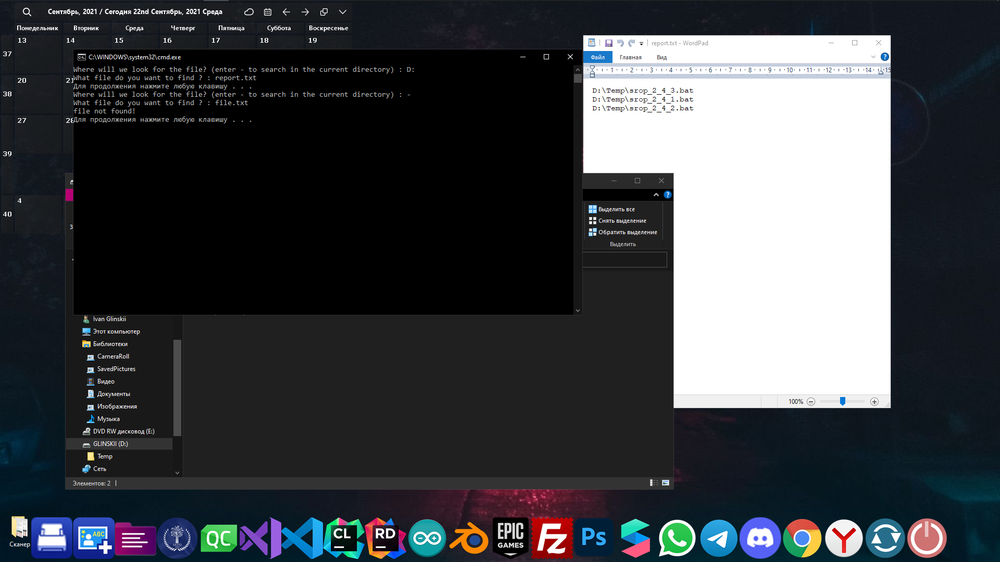 Сентябрь, 2021 / Сегодня 22nd Сентябрь, 2021 Среда
Понедельник Вторник Среда Четверг Пятница Суббота Воскресенье
13 14 15 16 17 18 19
37
20 21
38
27 28
39
4
40
C:\WINDOWS\system32\cmd.exe
Where will we look for the file? (enter - to search in the current directory) : D:
What file do you want to find ? : report.txt
Для продолжения нажмите любую клавишу . . .
Where will we look for the file? (enter - to search in the current directory) : -
What file do you want to find ? : file.txt
file not found!
Для продолжения нажмите любую клавишу . . .
report.txt - WordPad
Файл Главная Вид
1 2 3 4 5 6 7 8 9 10 11 12 13 14 15
D:\Temp\srop_2_4_3.bat
D:\Temp\srop_2_4_1.bat
D:\Temp\srop_2_4_2.bat
100%
Выделить все
Снять выделение
Обратить выделение
Выделить
Ivan Glinskii
Этот компьютер
Библиотеки
CameraRoll
SavedPictures
Видео
Документы
Изображения
Музыка
DVD RW дисковод (E:)
GLINSKII (D:)
Temp
Сеть
Элементов: 2
Сканер
ABC
EKTU
QC
CL
RD
EPIC
GAMES
Fz
Ps